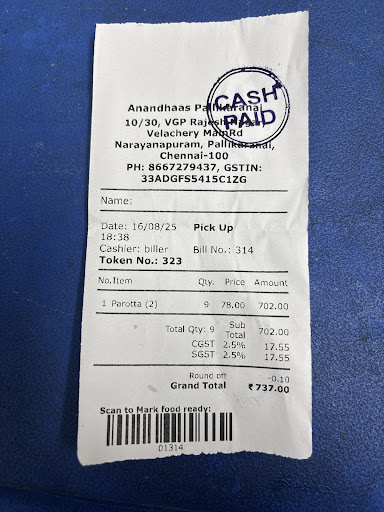 Anandhaas Pallikaranai
10/30, VGP Rajesh Nagar,
Velachery MainRd
Narayanapuram, Pallikaranai,
Chennai-100
PH: 8667279437, GSTIN:
33ADGFS5415C1ZG
CASH
PAID
Name:
Date: 16/08/25 Pick Up
18:38
Cashier: biller Bill No.: 314
Token No.: 323
No.Item Qty. Price Amount
1 Parotta (2) 9 78.00 702.00
Total Qty: 9 Sub Total 702.00
CGST 2.5% 17.55
SGST 2.5% 17.55
Round off -0.10
Grand Total ₹ 737.00
Scan to Mark food ready:
D1314